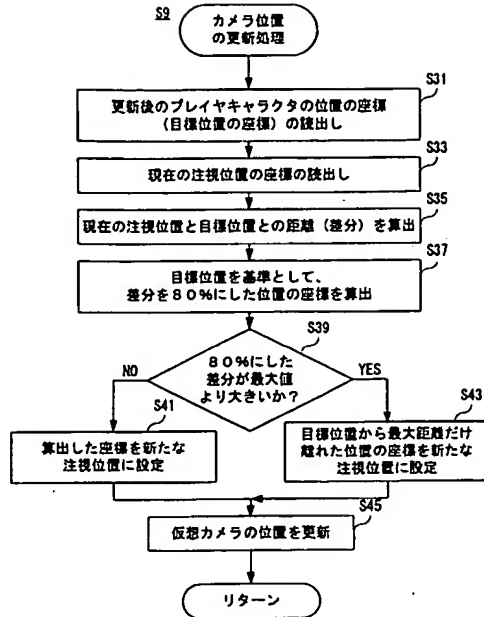 S9
カメラ位置
の更新処理
S31
更新後のプレイヤキャラクタの位置の座標
(目標位置の座標)の読出し
S33
現在の注視位置の座標の読出し
S35
現在の注視位置と目標位置との距離(差分)を算出
S37
目標位置を基準として、
差分を80%にした位置の座標を算出
S39
80%にした
差分が最大値
より大きいか?
NO
YES
S41
算出した座標を新たな
注視位置に設定
S43
目標位置から最大距離だけ
離れた位置の座標を新たな
注視位置に設定
S45
仮想カメラの位置を更新
リターン